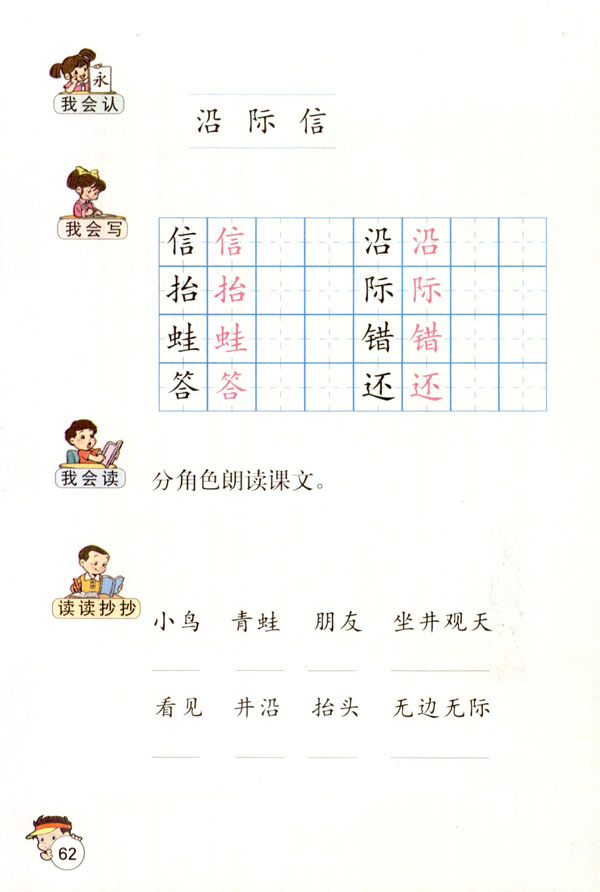 永
我会认
沿 际 信
我会写
信 信 沿 沿
抬 抬 际 际
蛙 蛙 错 错
答 答 还 还
我会读
分角色朗读课文。
读读抄抄
小鸟 青蛙 朋友 坐井观天
看见 井沿 抬头 无边无际
62